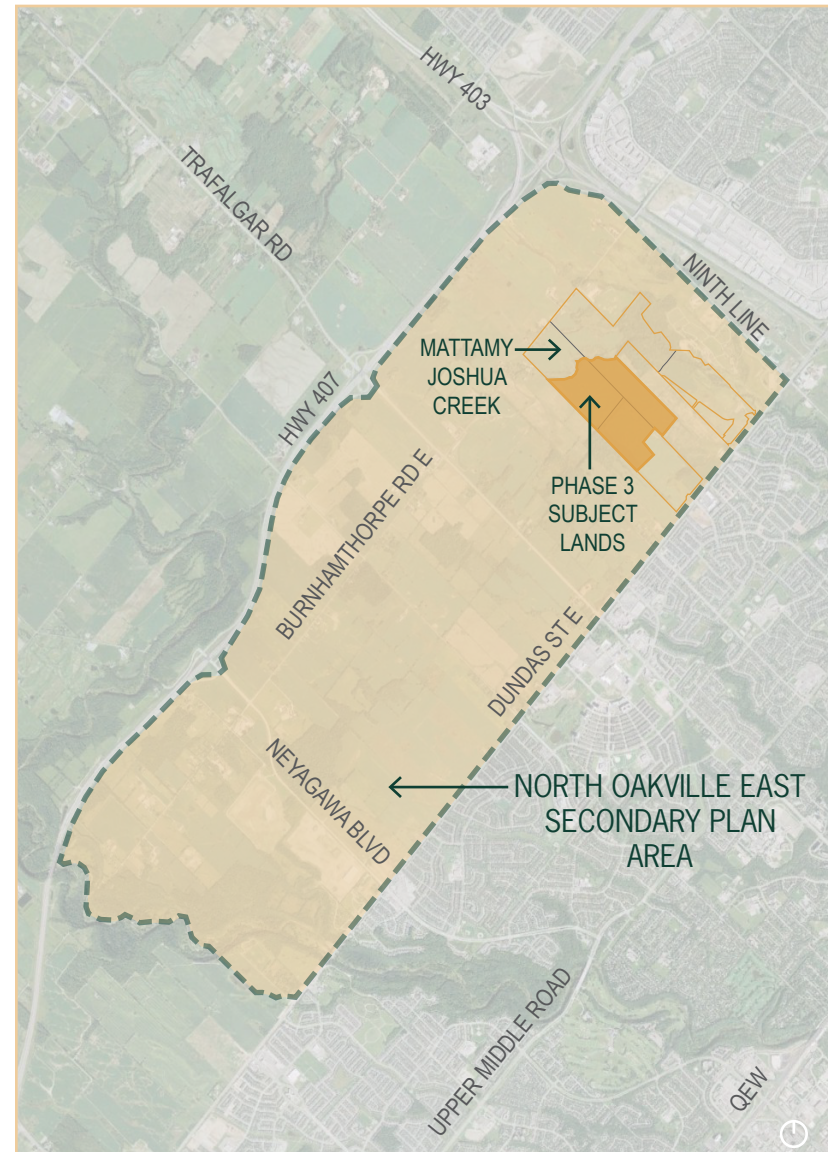 HWY 403
TRAFALGAR RD
NINTH LINE
MATTAMY
JOSHUA
CREEK
HWY 407
PHASE 3
SUBJECT
LANDS
BURNHAMTHORPE RD E
DUNDAS ST E
NEYAGAWA BLVD
NORTH OAKVILLE EAST
SECONDARY PLAN
AREA
UPPER MIDDLE ROAD
QEW